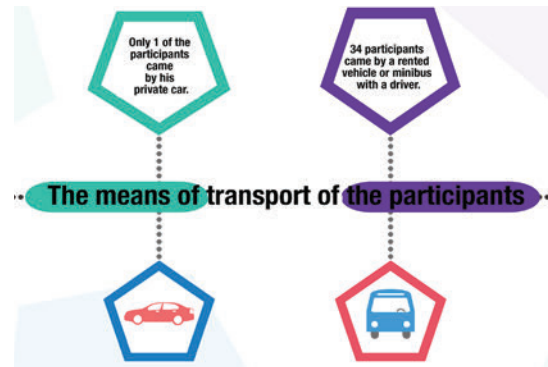 Only 1 of the
participants
came
by his
private car.
34 participants
came by a rented
vehicle or minibus
with a driver.
The means of transport of the participants